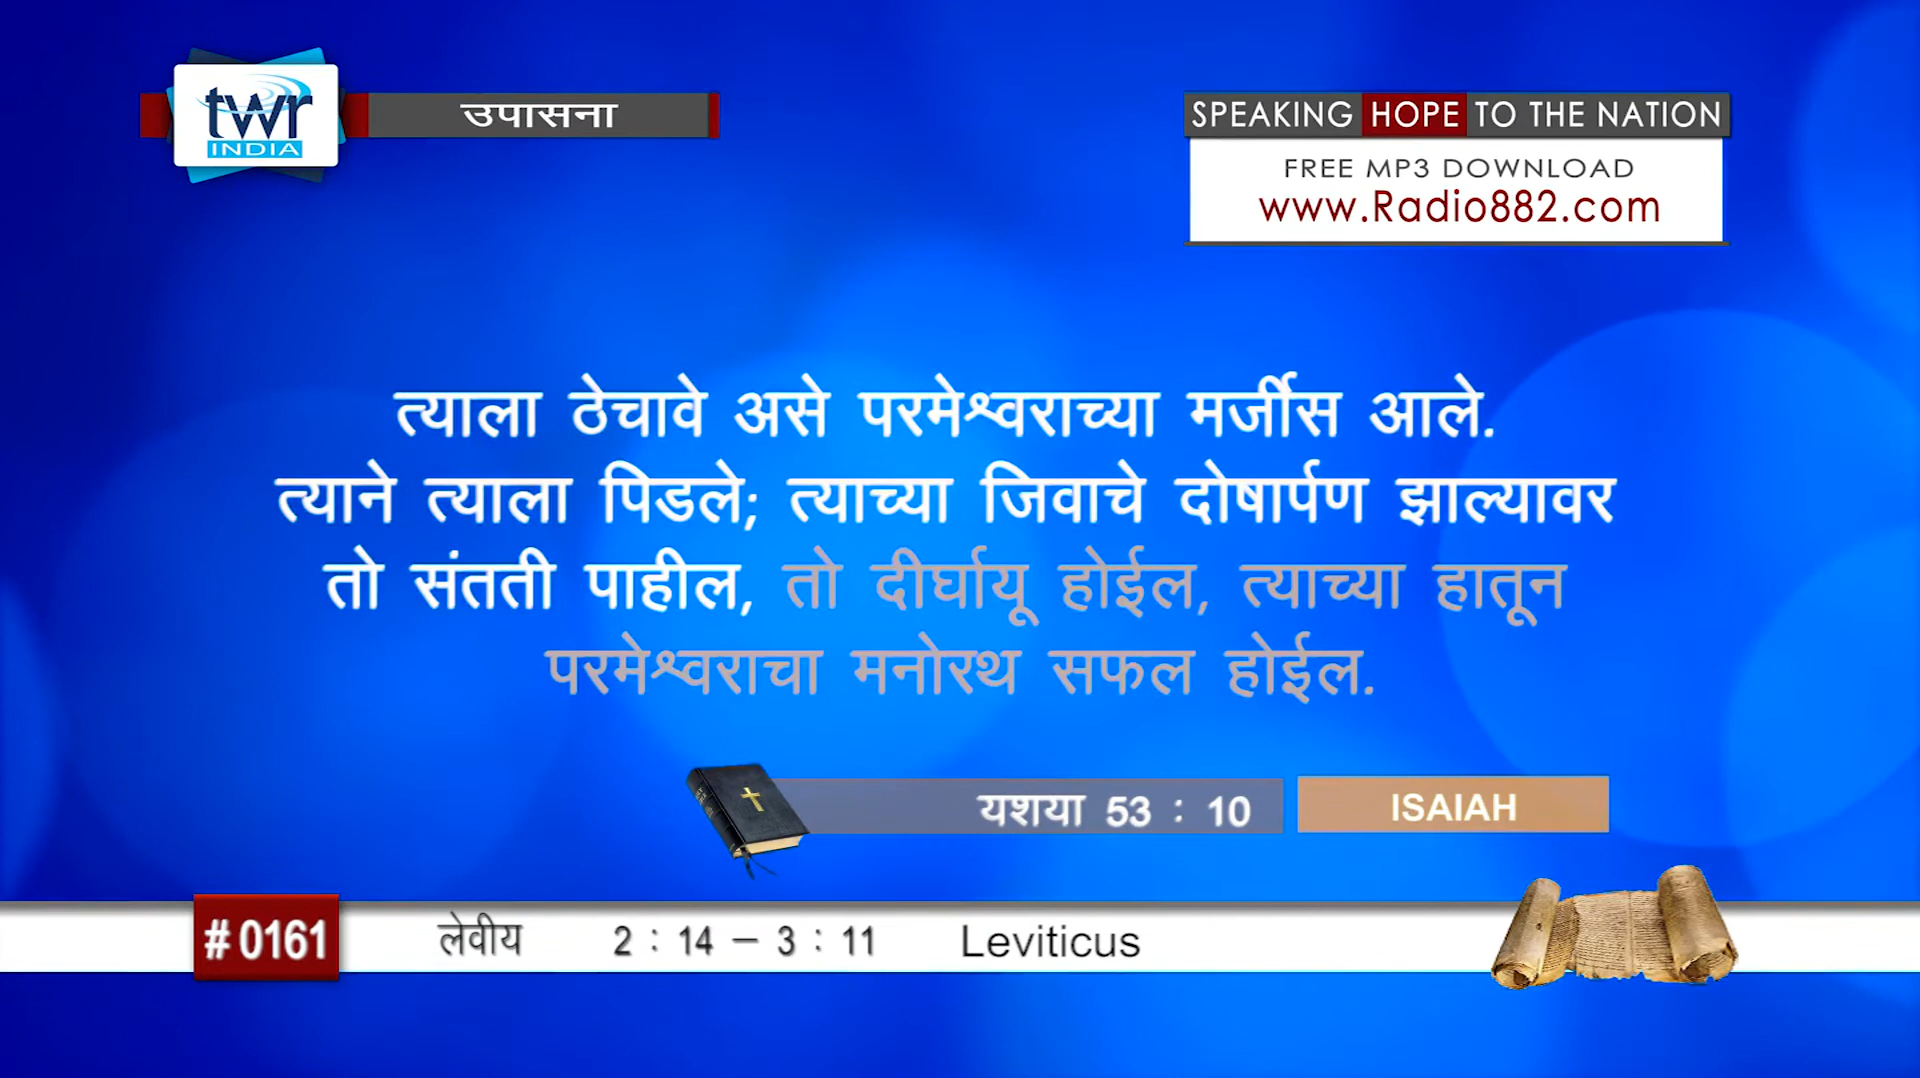 twr
INDIA
उपासना
SPEAKING HOPE TO THE NATION
FREE MP3 DOWNLOAD
www.Radio882.com
त्याला ठेचावे असे परमेश्वराच्या मर्जीस आले.
त्याने त्याला पिडले; त्याच्या जिवाचे दोषार्पण झाल्यावर
तो संतती पाहील, तो दीर्घायू होईल, त्याच्या हातून
परमेश्वराचा मनोरथ सफल होईल.
यशया 53 : 10
ISAIAH
# 0161
लेवीय 2 : 14 – 3 : 11 Leviticus